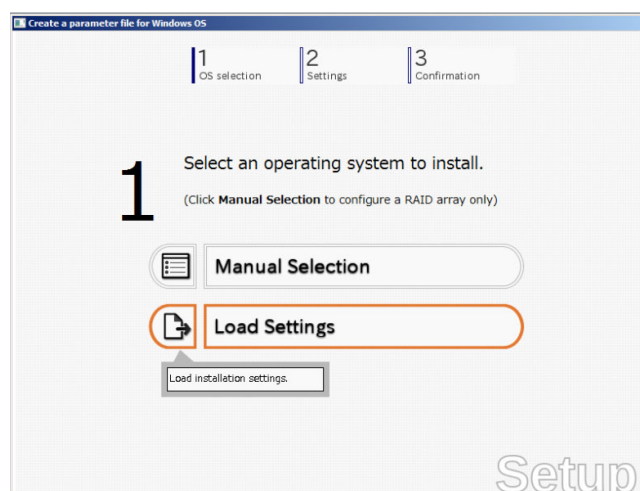 Create a parameter file for Windows OS
1
OS selection
2
Settings
3
Confirmation
1
Select an operating system to install.
(Click Manual Selection to configure a RAID array only)
Manual Selection
Load Settings
Load installation settings.
Setup